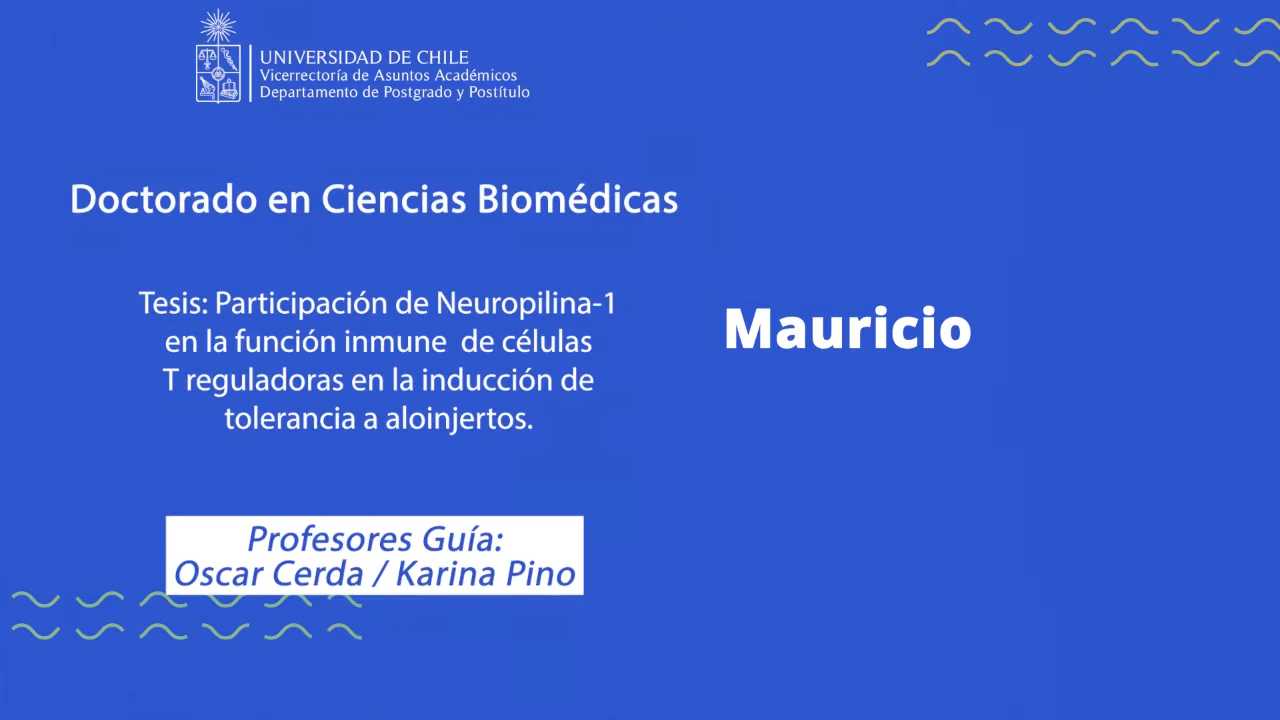 UNIVERSIDAD DE CHILE
Vicerrectoría de Asuntos Académicos
Departamento de Postgrado y Postítulo
Doctorado en Ciencias Biomédicas
Tesis: Participación de Neuropilina-1
en la función inmune de células
T reguladoras en la inducción de
tolerancia a aloinjertos.
Mauricio
Profesores Guía:
Oscar Cerda / Karina Pino